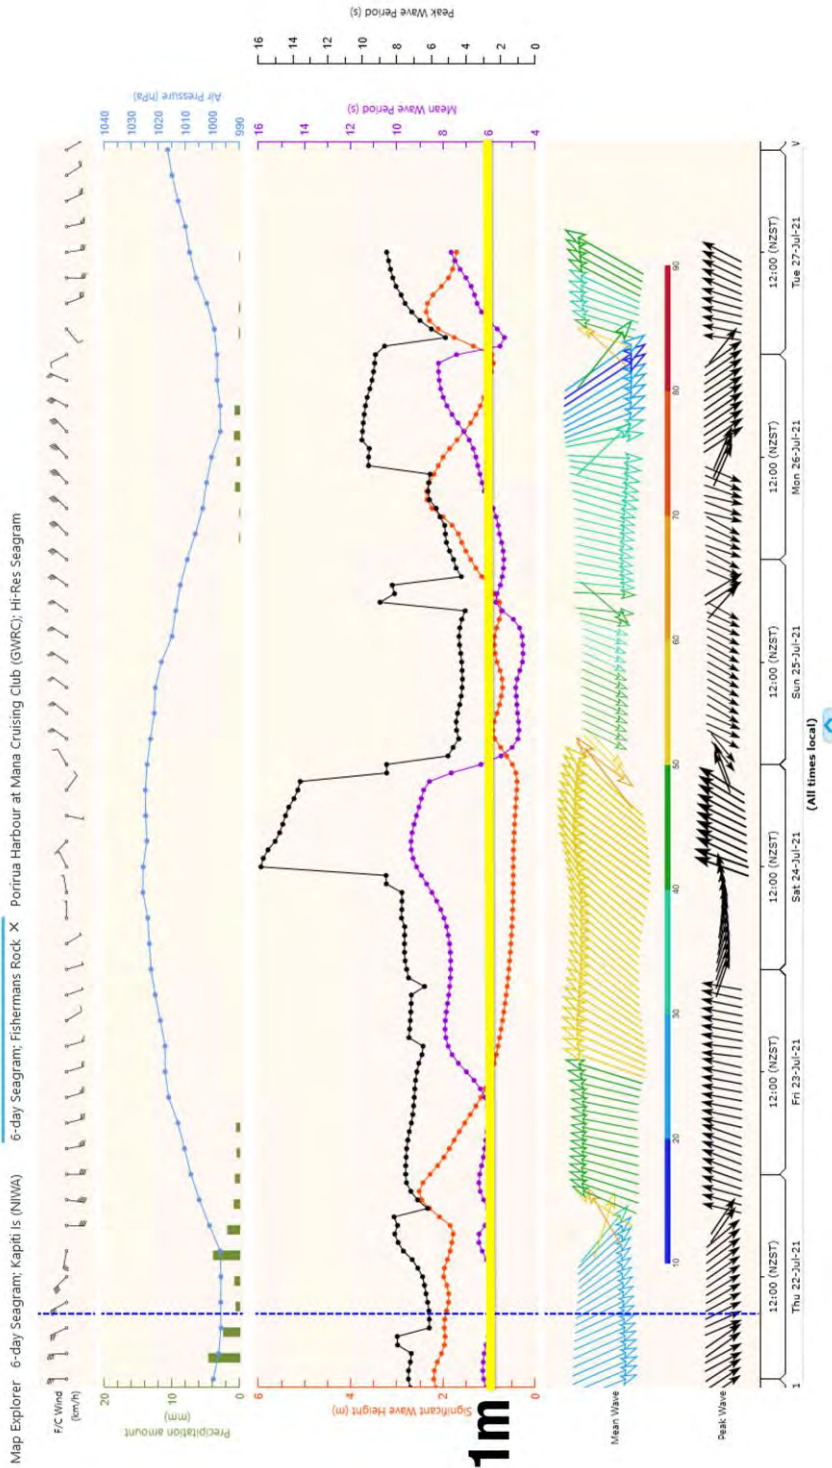 Map Explorer 6-day Seagram; Kapiti Is (NIWA) 6-day Seagram; Fishermans Rock × Porirua Harbour at Mana Cruising Club (GWRC); Hi-Res Seagram
F/C Wind
(km/h)
Precipitation amount
(mm)
20
10
0
Air Pressure (hPa)
1040
1030
1020
1010
1000
990
Significant Wave Height (m)
6
4
2
0
1m
Mean Wave Period (s)
16
14
12
10
8
6
4
Peak Wave Period (s)
16
14
12
10
8
6
4
2
0
Mean Wave
10 20 30 40 50 60 70 80 90
Peak Wave
12:00 (NZST) 12:00 (NZST) 12:00 (NZST) 12:00 (NZST) 12:00 (NZST) 12:00 (NZST)
Thu 22-Jul-21 Fri 23-Jul-21 Sat 24-Jul-21 Sun 25-Jul-21 Mon 26-Jul-21 Tue 27-Jul-21
(All times local)